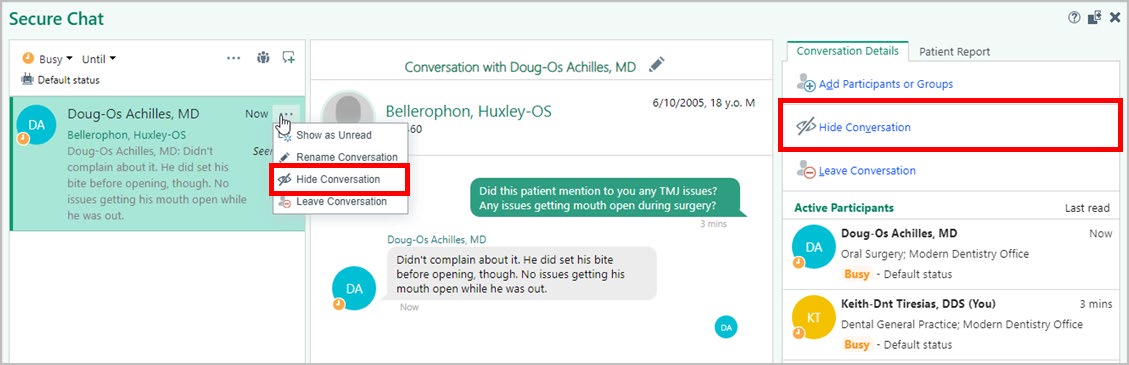 Secure Chat
Busy
Until
Default status
DA
Doug-Os Achilles, MD
Now
Bellerophon, Huxley-OS
Doug-Os Achilles, MD: Didn't
complain about it. He did set his
bite before opening, though. No
issues getting his mouth open while
he was out.
Show as Unread
Rename Conversation
Hide Conversation
Leave Conversation
Conversation with Doug-Os Achilles, MD
Bellerophon, Huxley-OS
6/10/2005, 18 y.o. M
60
Did this patient mention to you any TMJ issues?
Any issues getting mouth open during surgery?
3 mins
Doug-Os Achilles, MD
DA
Didn't complain about it. He did set his bite
before opening, though. No issues getting his
mouth open while he was out.
Now
DA
Conversation Details
Patient Report
Add Participants or Groups
Hide Conversation
Leave Conversation
Active Participants
Last read
DA
Doug-Os Achilles, MD
Now
Oral Surgery; Modern Dentistry Office
Busy - Default status
KT
Keith-Dnt Tiresias, DDS (You)
3 mins
Dental General Practice; Modern Dentistry Office
Busy - Default status